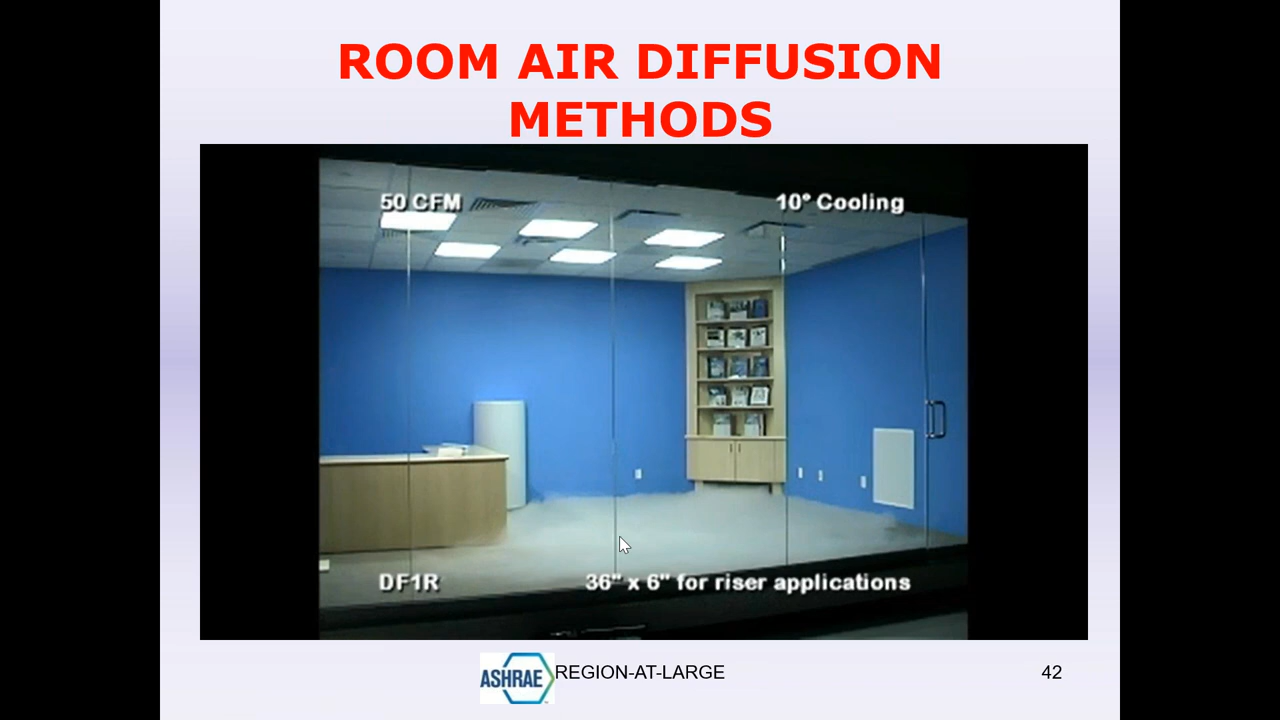 ROOM AIR DIFFUSION
METHODS
50 CFM
10° Cooling
DF1R
36" x 6" for riser applications
ASHRAE
REGION-AT-LARGE
42